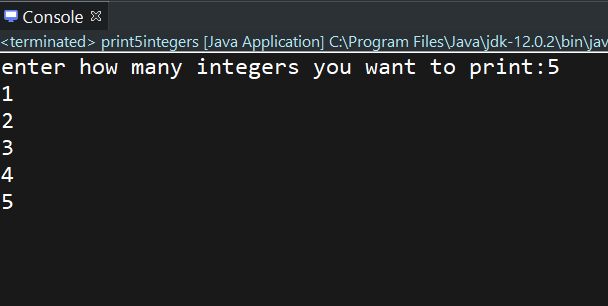 Console
<terminated> print5integers [Java Application] C:\Program Files\Java\jdk-12.0.2\bin\jav
enter how many integers you want to print:5
1
2
3
4
5